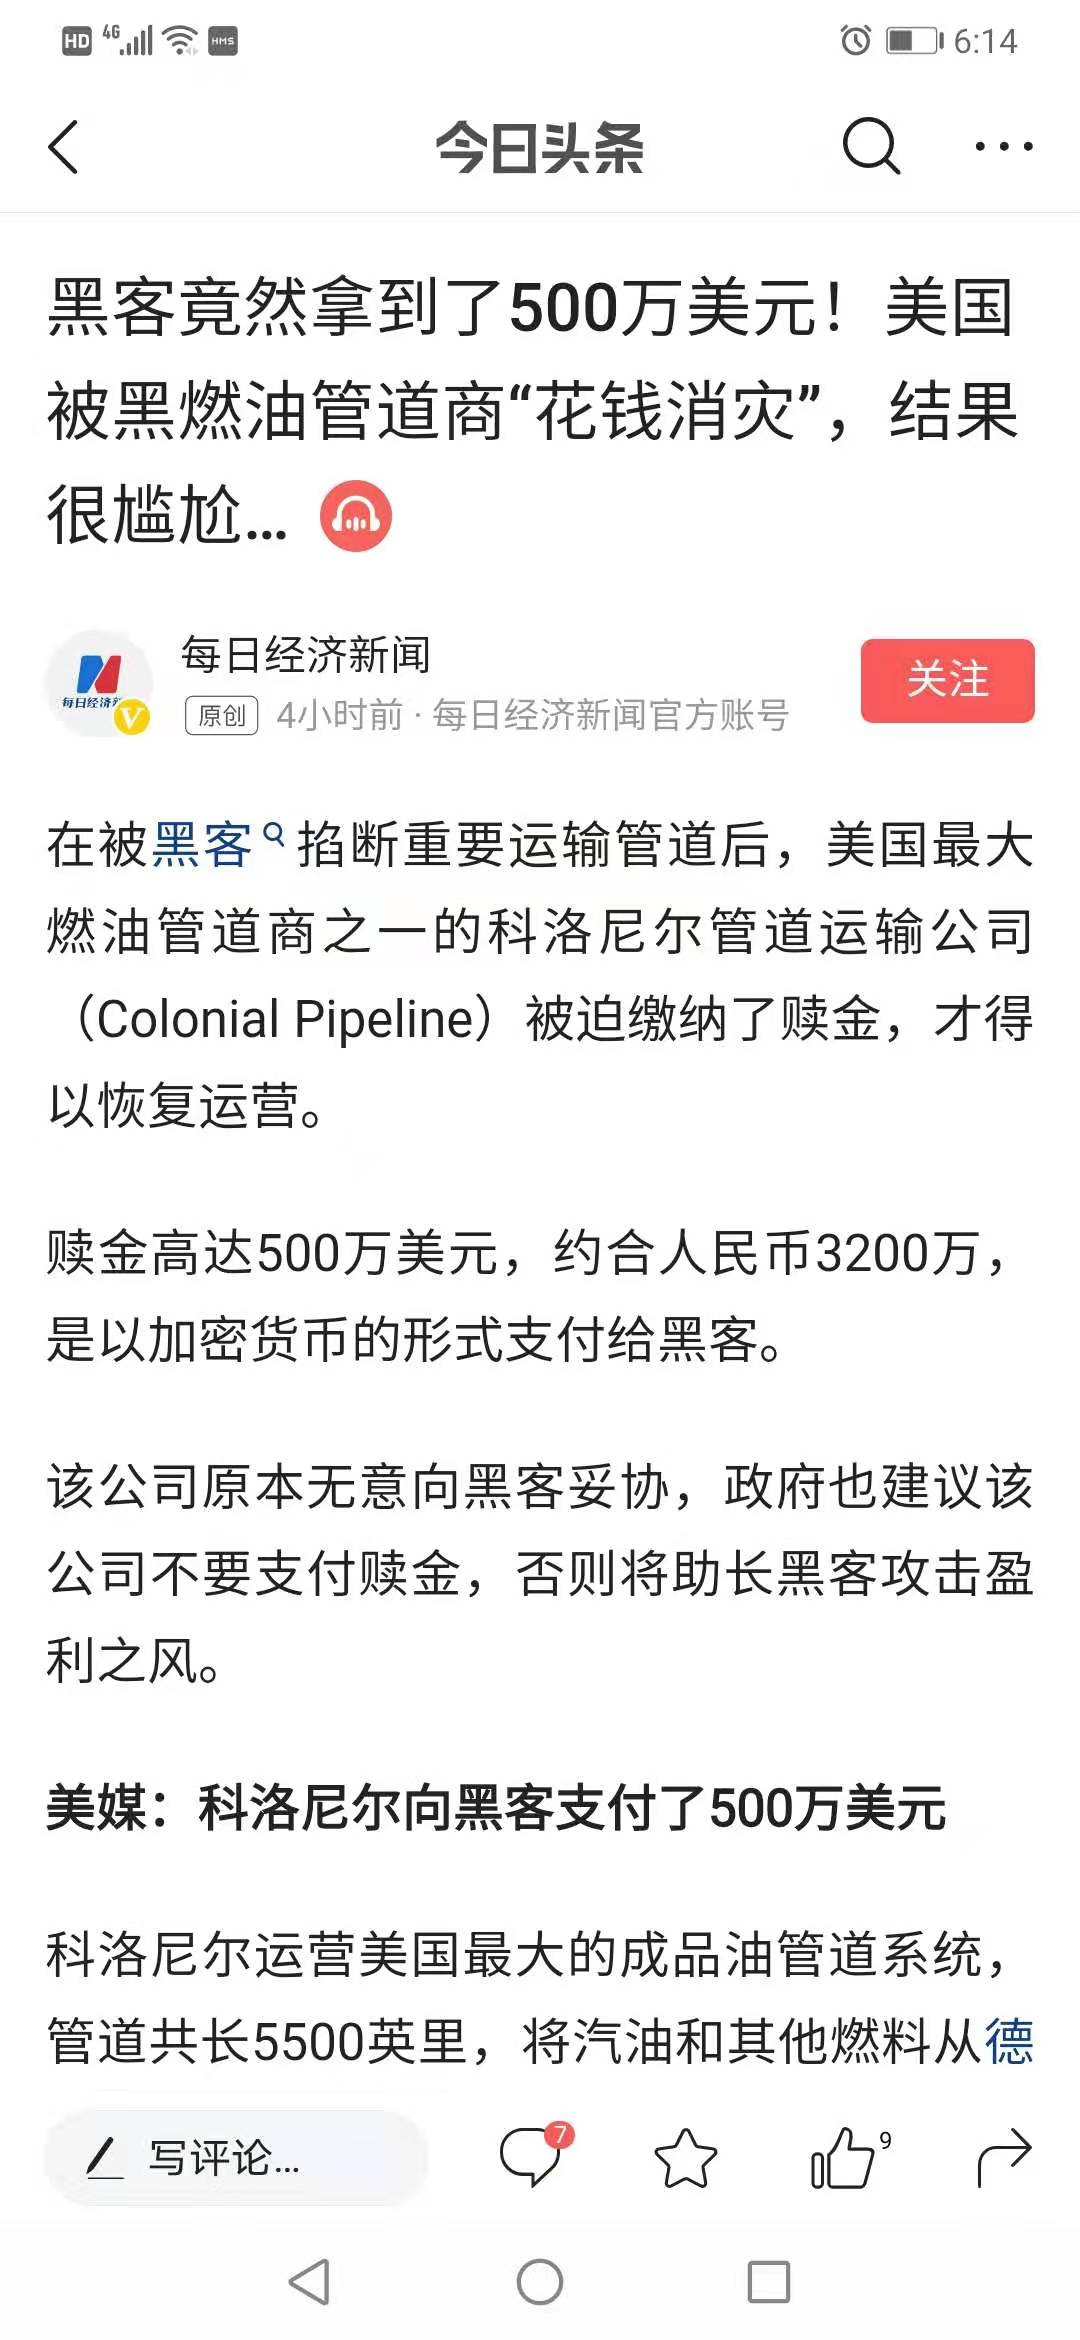 HD 4G HMS 6:14
今日头条
黑客竟然拿到了500万美元！美国
被黑燃油管道商“花钱消灾”，结果
很尴尬...
每日经济新闻
每日经济新
V
原创 4小时前 · 每日经济新闻官方账号
关注
在被黑客掐断重要运输管道后，美国最大
燃油管道商之一的科洛尼尔管道运输公司
（Colonial Pipeline）被迫缴纳了赎金，才得
以恢复运营。
赎金高达500万美元，约合人民币3200万，
是以加密货币的形式支付给黑客。
该公司原本无意向黑客妥协，政府也建议该
公司不要支付赎金，否则将助长黑客攻击盈
利之风。
美媒：科洛尼尔向黑客支付了500万美元
科洛尼尔运营美国最大的成品油管道系统，
管道共长5500英里，将汽油和其他燃料从德
写评论... 7 9